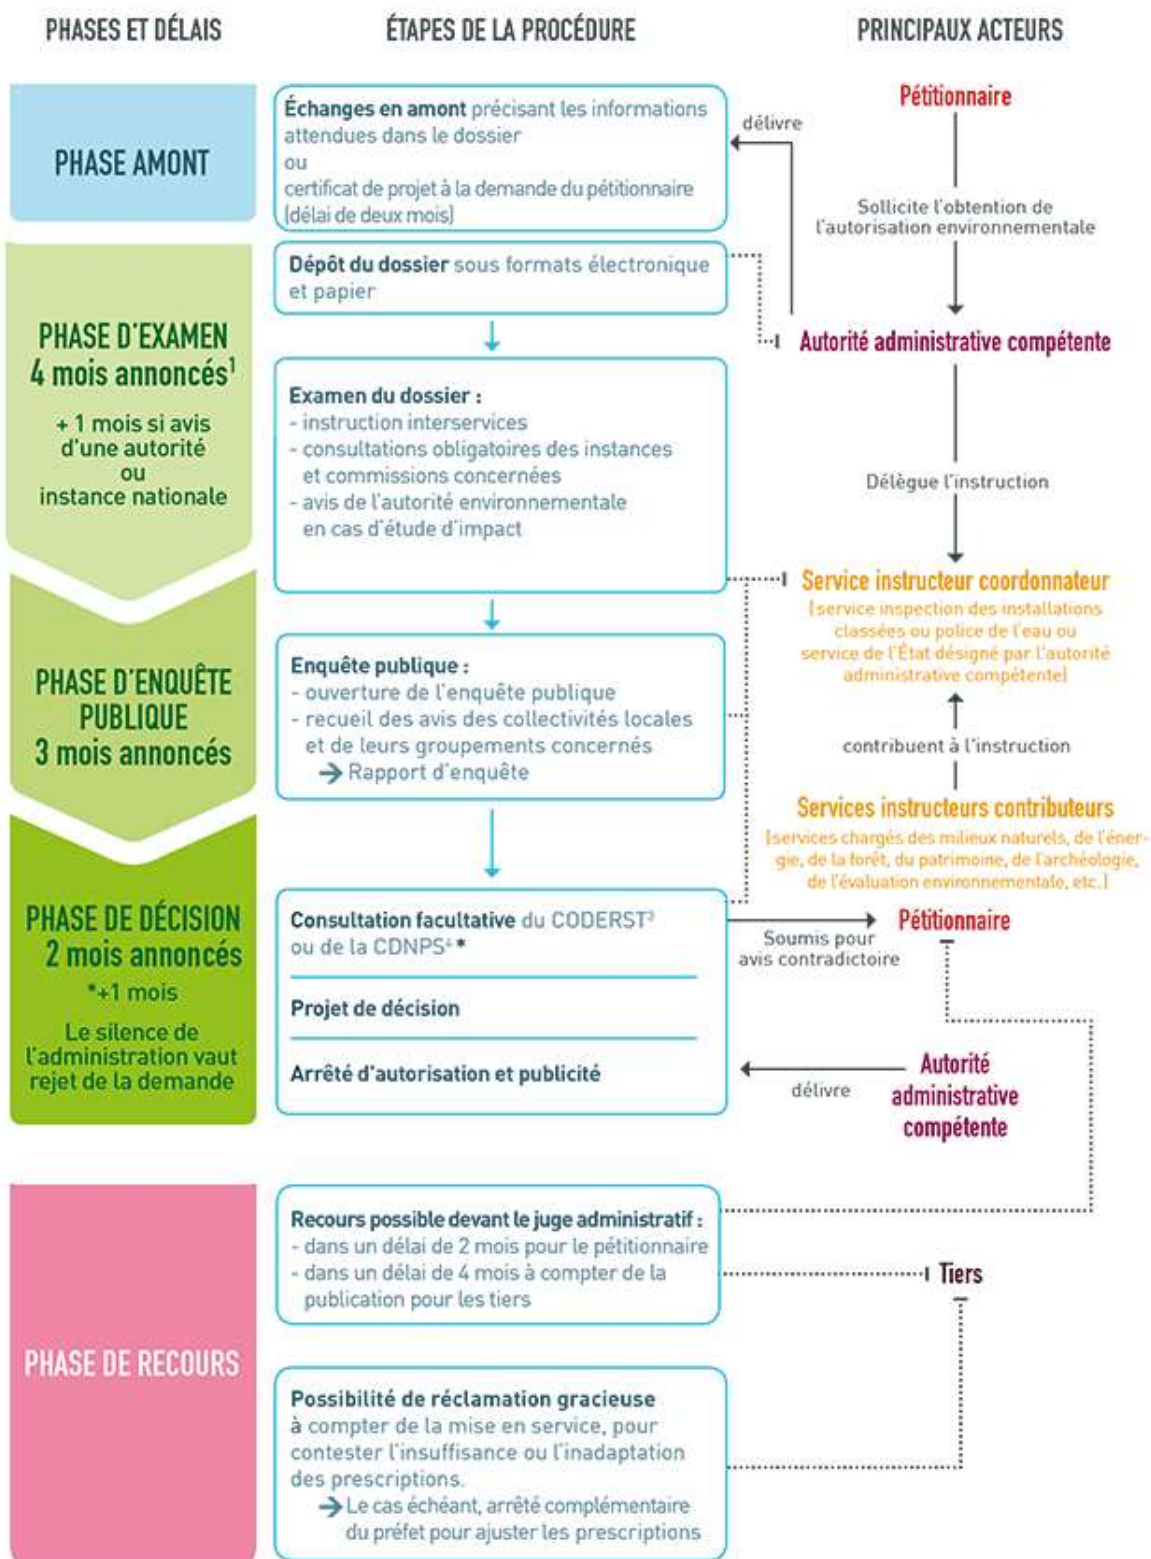 PHASES ET DÉLAIS
ÉTAPES DE LA PROCÉDURE
PRINCIPAUX ACTEURS
PHASE AMONT
Échanges en amont précisant les informations
attendues dans le dossier
ou
certificat de projet à la demande du pétitionnaire
(délai de deux mois)
délivre
Pétitionnaire
Sollicite l'obtention de
l'autorisation environnementale
PHASE D'EXAMEN
4 mois annoncés¹
+ 1 mois si avis
d'une autorité
ou
instance nationale
Dépôt du dossier sous formats électronique
et papier
Autorité administrative compétente
Examen du dossier :
- instruction interservices
- consultations obligatoires des instances
et commissions concernées
- avis de l'autorité environnementale
en cas d'étude d'impact
Délègue l'instruction
Service instructeur coordonnateur
(service inspection des installations
classées ou police de l'eau ou
service de l'État désigné par l'autorité
administrative compétente)
PHASE D'ENQUÊTE
PUBLIQUE
3 mois annoncés
Enquête publique :
- ouverture de l'enquête publique
- recueil des avis des collectivités locales
et de leurs groupements concernés
→ Rapport d'enquête
contribuent à l'instruction
Services instructeurs contributeurs
(services chargés des milieux naturels, de l'éner-
gie, de la forêt, du patrimoine, de l'archéologie,
de l'évaluation environnementale, etc.)
PHASE DE DÉCISION
2 mois annoncés
*+1 mois
Le silence de
l'administration vaut
rejet de la demande
Consultation facultative du CODERST³
ou de la CDNPS⁴ *
Projet de décision
Arrêté d'autorisation et publicité
Soumis pour
avis contradictoire
Pétitionnaire
délivre
Autorité
administrative
compétente
PHASE DE RECOURS
Recours possible devant le juge administratif :
- dans un délai de 2 mois pour le pétitionnaire
- dans un délai de 4 mois à compter de la
publication pour les tiers
Tiers
Possibilité de réclamation gracieuse
à compter de la mise en service, pour
contester l'insuffisance ou l'inadaptation
des prescriptions.
→ Le cas échéant, arrêté complémentaire
du préfet pour ajuster les prescriptions